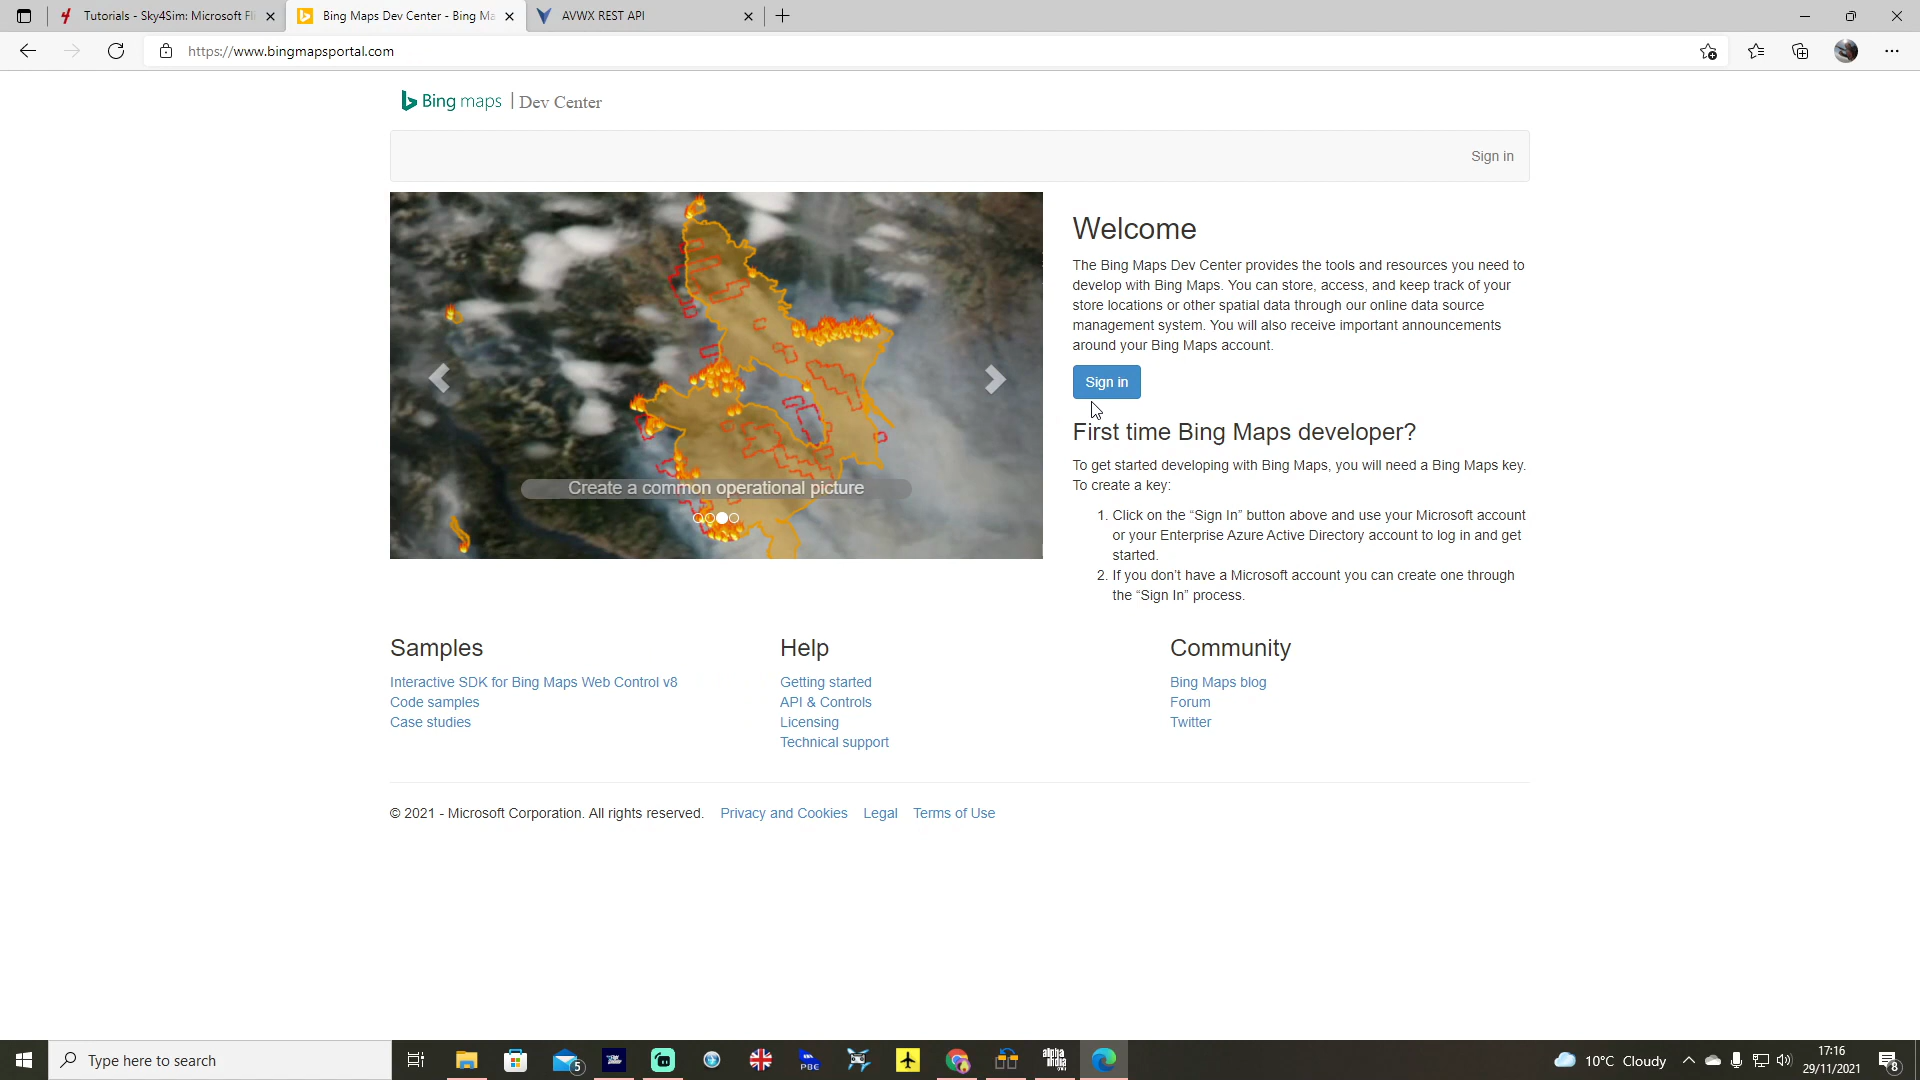 Tutorials - Sky4Sim: Microsoft Fli
Bing Maps Dev Center - Bing Ma
AVWX REST API
https://www.bingmapsportal.com
Bing maps | Dev Center
Sign in
Welcome
The Bing Maps Dev Center provides the tools and resources you need to
develop with Bing Maps. You can store, access, and keep track of your
store locations or other spatial data through our online data source
management system. You will also receive important announcements
around your Bing Maps account.
Sign in
Create a common operational picture
First time Bing Maps developer?
To get started developing with Bing Maps, you will need a Bing Maps key.
To create a key:
1. Click on the “Sign In” button above and use your Microsoft account
or your Enterprise Azure Active Directory account to log in and get
started.
2. If you don't have a Microsoft account you can create one through
the “Sign In” process.
Samples
Interactive SDK for Bing Maps Web Control v8
Code samples
Case studies
Help
Getting started
API & Controls
Licensing
Technical support
Community
Bing Maps blog
Forum
Twitter
© 2021 - Microsoft Corporation. All rights reserved. Privacy and Cookies Legal Terms of Use
Type here to search
5
PBE
alpha
india
10°C Cloudy
17:16
29/11/2021
8